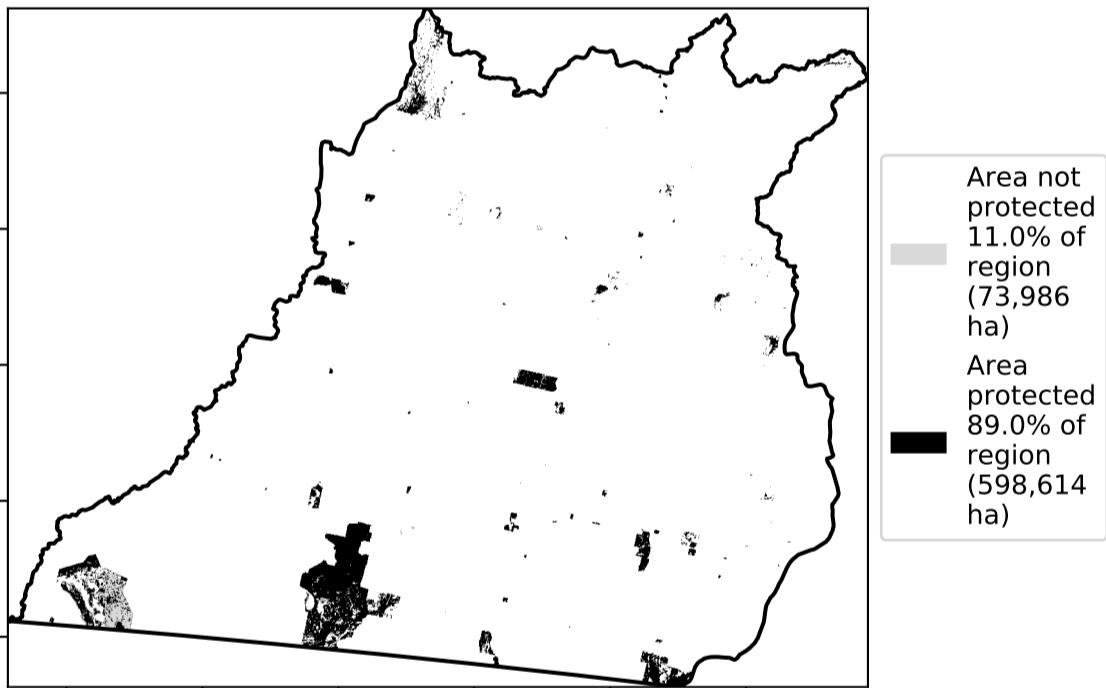 Area not
protected
11.0% of
region
(73,986
ha)
Area
protected
89.0% of
region
(598,614
ha)